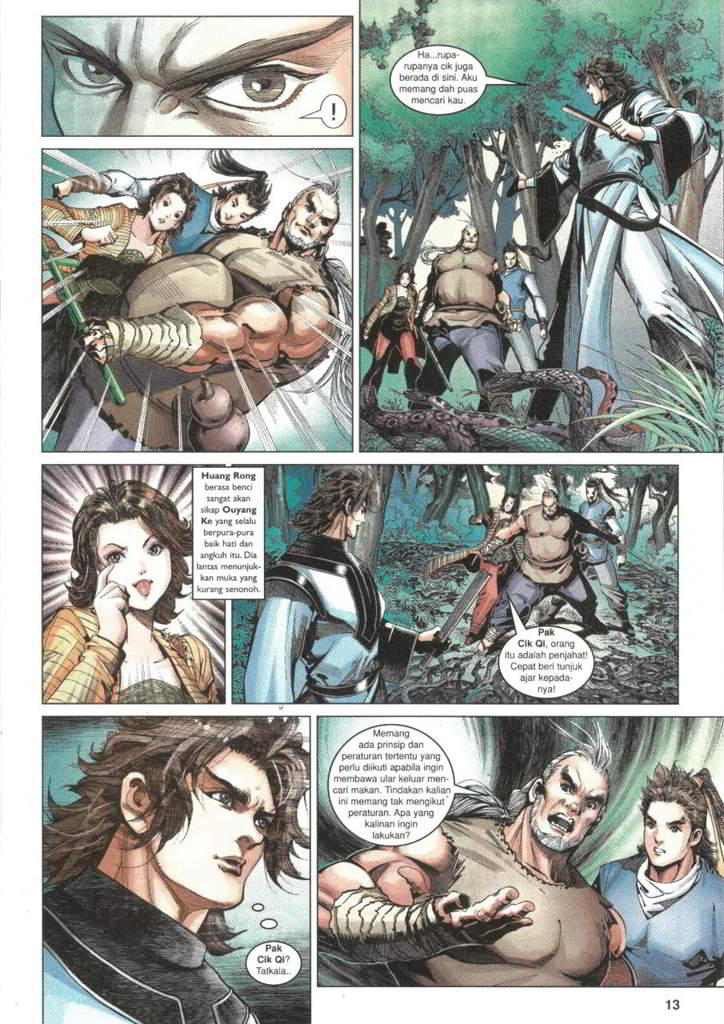 !
Ha...rupa-
rupanya cik juga
berada di sini. Aku
memang dah puas
mencari kau.
Huang Rong
berasa benci
sangat akan
sikap Ouyang
Ke yang selalu
berpura-pura
baik hati dan
angkuh itu. Dia
lantas menunjuk-
kan muka yang
kurang senonoh.
Pak
Cik Qi, orang
itu adalah penjahat!
Cepat beri tunjuk
ajar kepada-
nya!
Pak
Cik Qi?
Tatkala..
Memang
ada prinsip dan
peraturan tertentu yang
perlu diikuti apabila ingin
membawa ular keluar men-
cari makan. Tindakan kalian
ini memang tak mengikut
peraturan. Apa yang
kalinan ingin
lakukan?
13